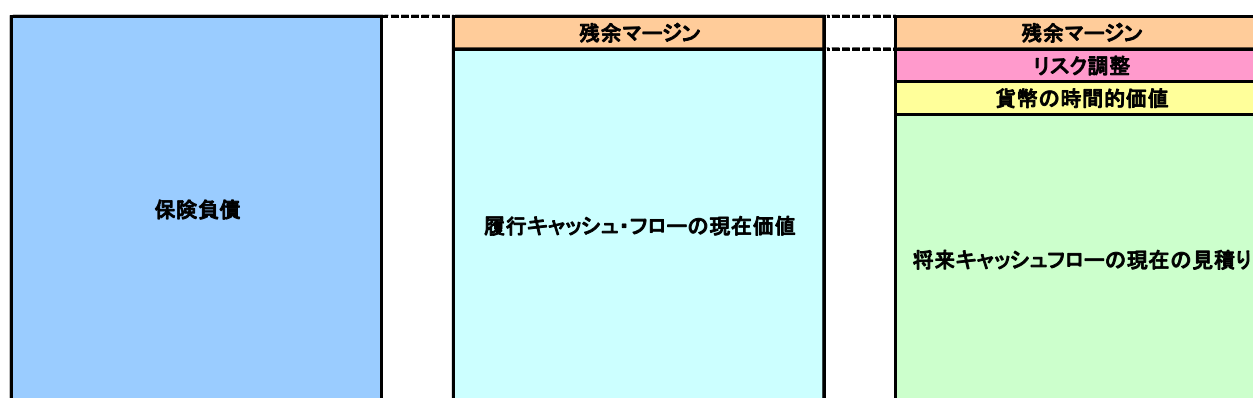 保険負債
残余マージン
履行キャッシュ・フローの現在価値
残余マージン
リスク調整
貨幣の時間的価値
将来キャッシュフローの現在の見積り